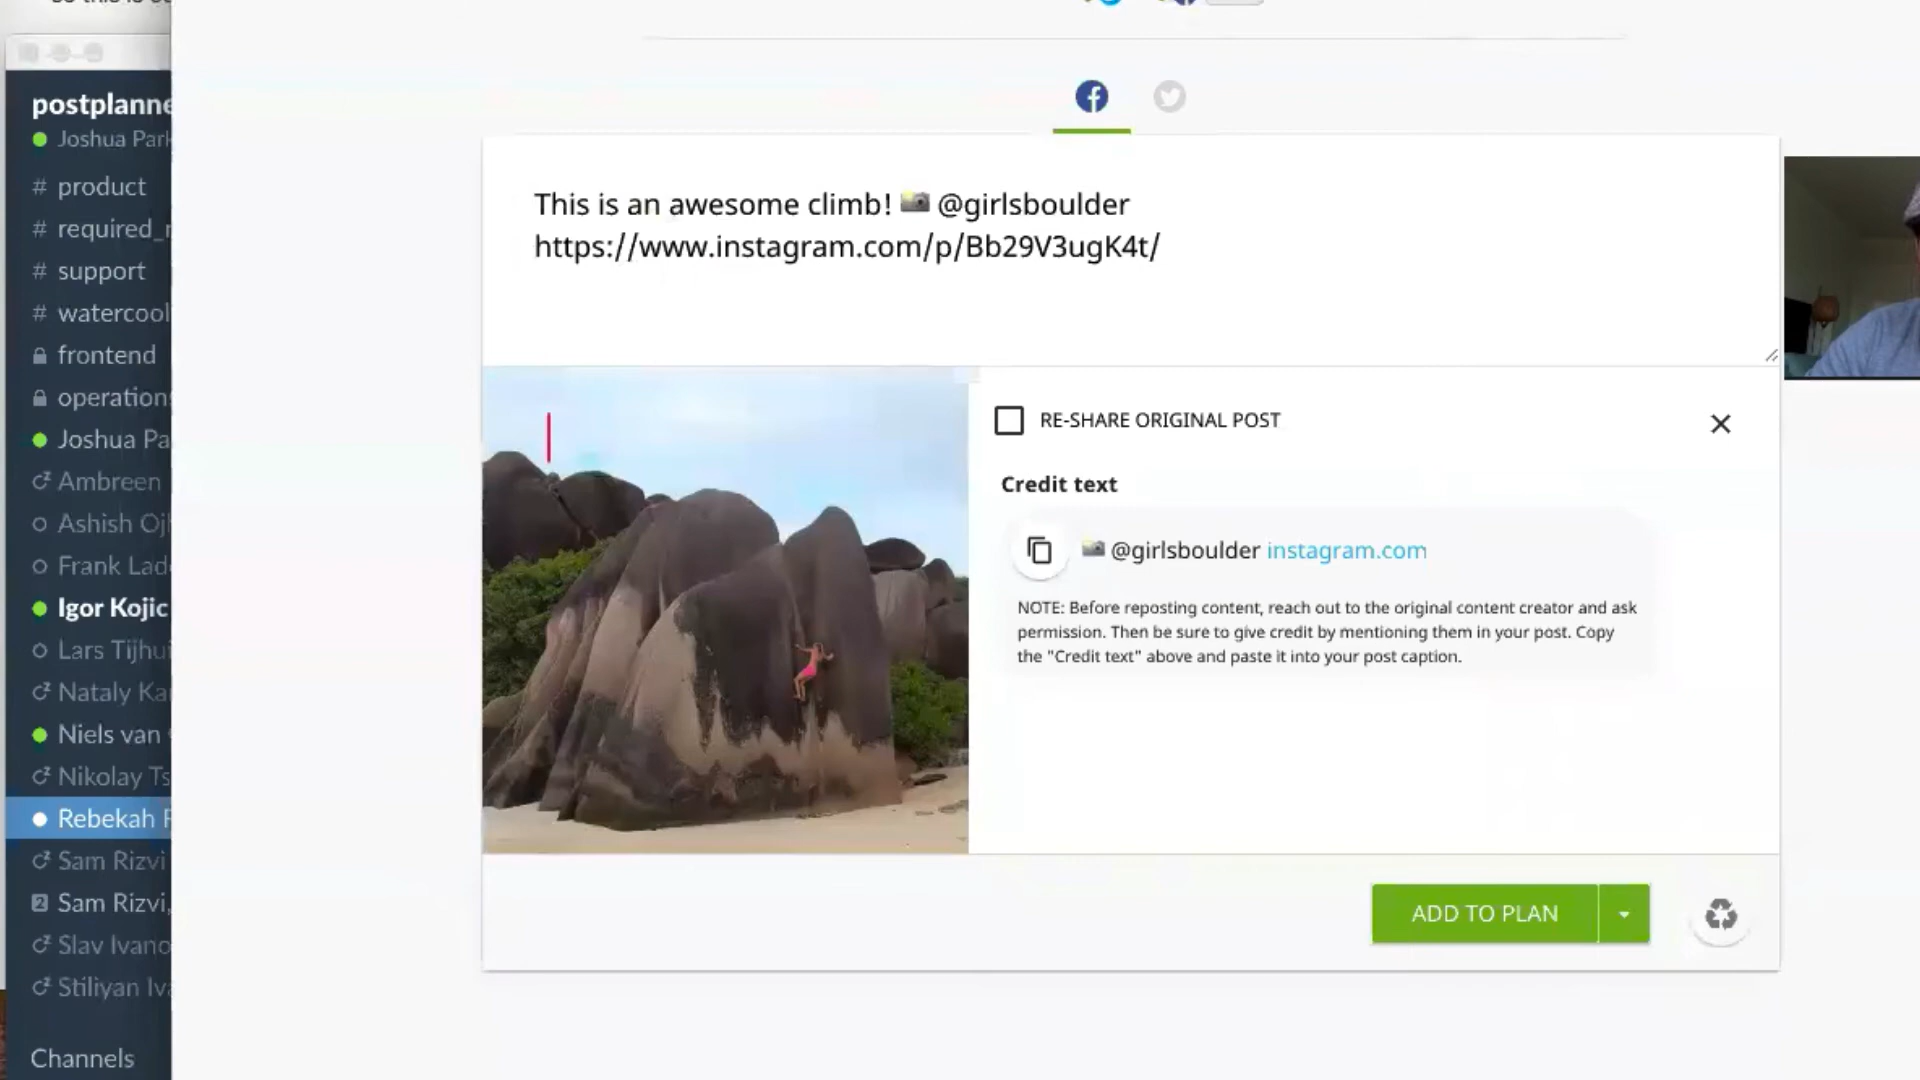 postplanne
Joshua Park
# product
# required_r
# support
# watercool
frontend
operation
Joshua Pa
Ambreen
Ashish Oj
Frank Lad
Igor Kojic
Lars Tijhui
Nataly Ka
Niels van
Nikolay Ts
Rebekah F
Sam Rizvi
2 Sam Rizvi,
Slav Ivano
Stiliyan Iva
Channels
This is an awesome climb! 📷 @girlsboulder
https://www.instagram.com/p/Bb29V3ugK4t/
RE-SHARE ORIGINAL POST
Credit text
📷 @girlsboulder instagram.com
NOTE: Before reposting content, reach out to the original content creator and ask
permission. Then be sure to give credit by mentioning them in your post. Copy
the "Credit text" above and paste it into your post caption.
ADD TO PLAN